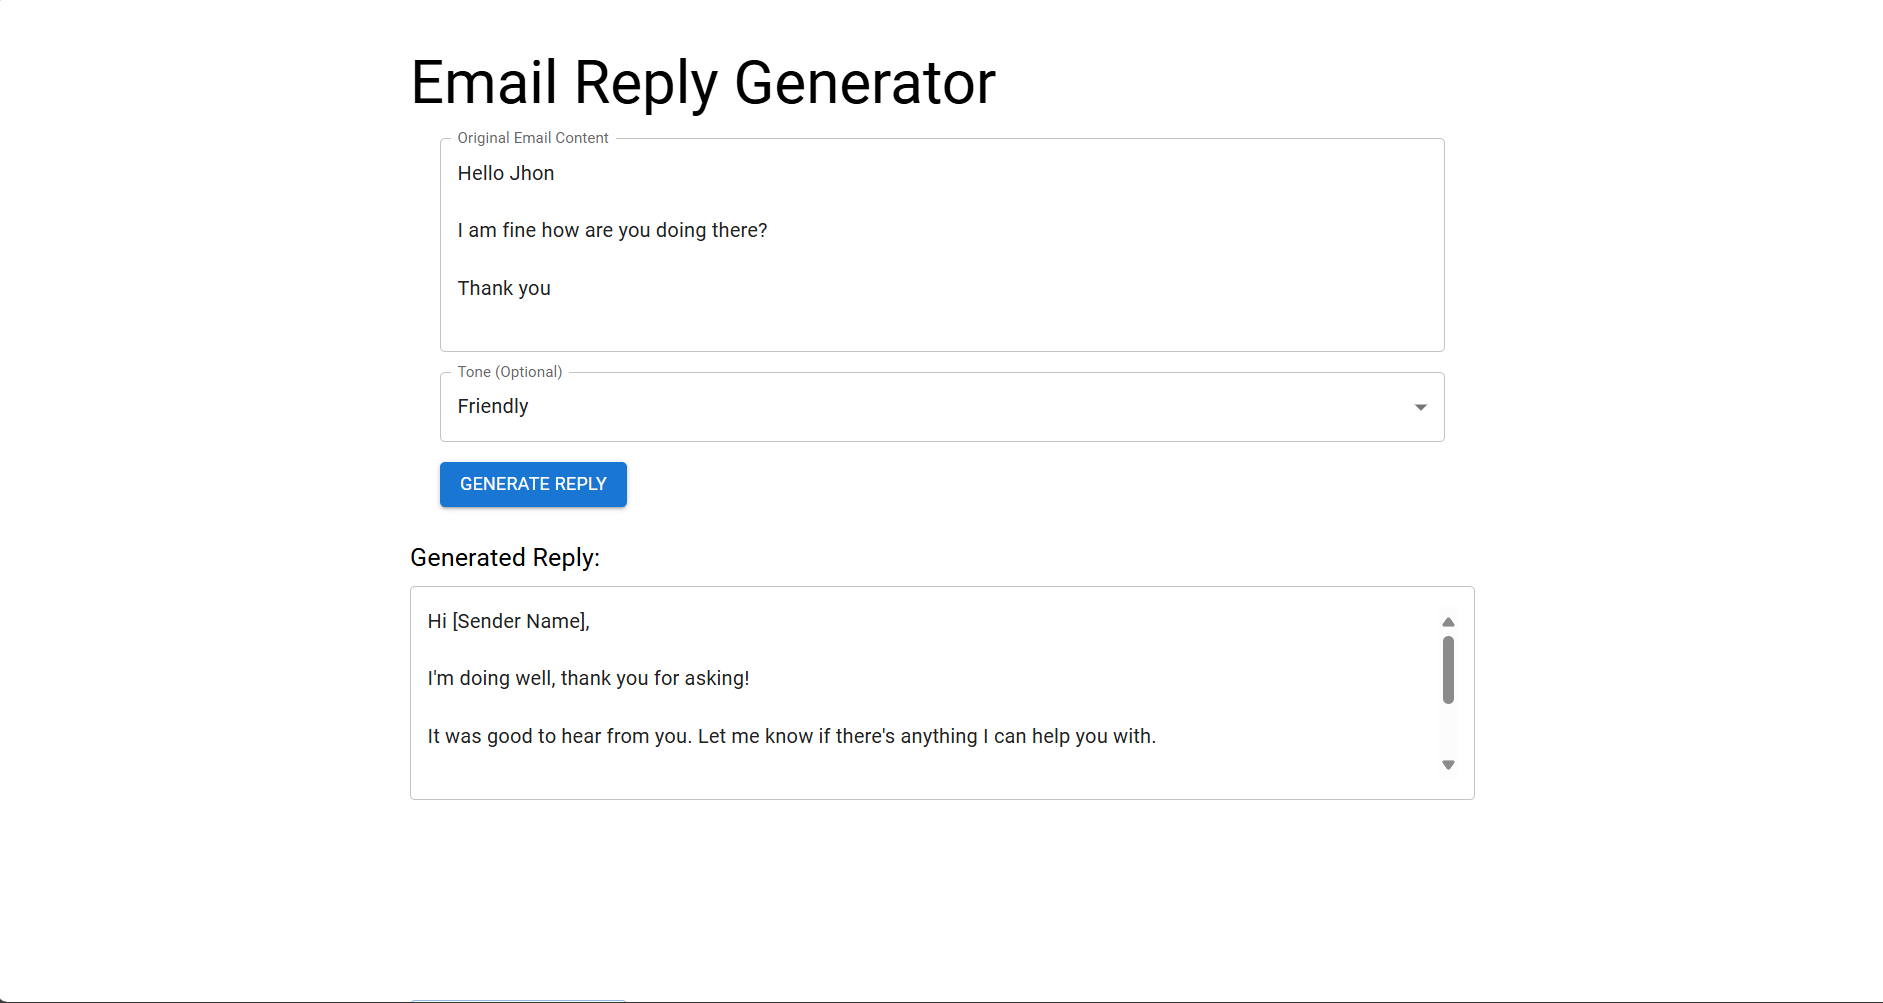 Email Reply Generator
Original Email Content
Hello Jhon
I am fine how are you doing there?
Thank you
Tone (Optional)
Friendly
GENERATE REPLY
Generated Reply:
Hi [Sender Name],
I'm doing well, thank you for asking!
It was good to hear from you. Let me know if there's anything I can help you with.